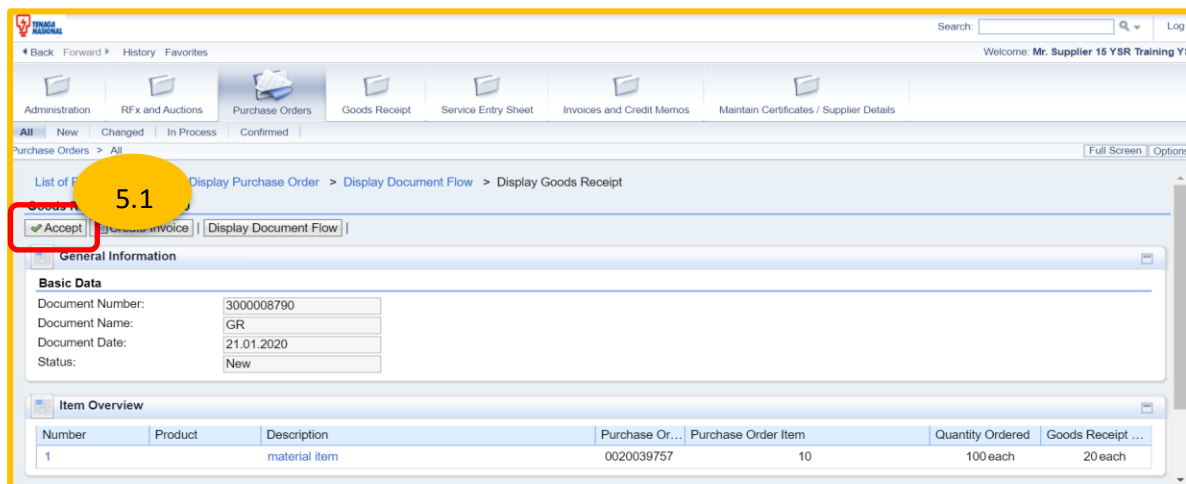 TENAGA
NASIONAL
Search:
Log
Back Forward History Favorites
Welcome: Mr. Supplier 15 YSR Training YS
Administration RFx and Auctions Purchase Orders Goods Receipt Service Entry Sheet Invoices and Credit Memos Maintain Certificates / Supplier Details
All New Changed In Process Confirmed
Purchase Orders > All
Full Screen Options
List of Display Purchase Order > Display Document Flow > Display Goods Receipt
5.1
Goods
Accept Invoice | Display Document Flow |
General Information
Basic Data
Document Number: 3000008790
Document Name: GR
Document Date: 21.01.2020
Status: New
Item Overview
Number Product Description Purchase Or... Purchase Order Item Quantity Ordered Goods Receipt ...
1 material item 0020039757 10 100 each 20 each